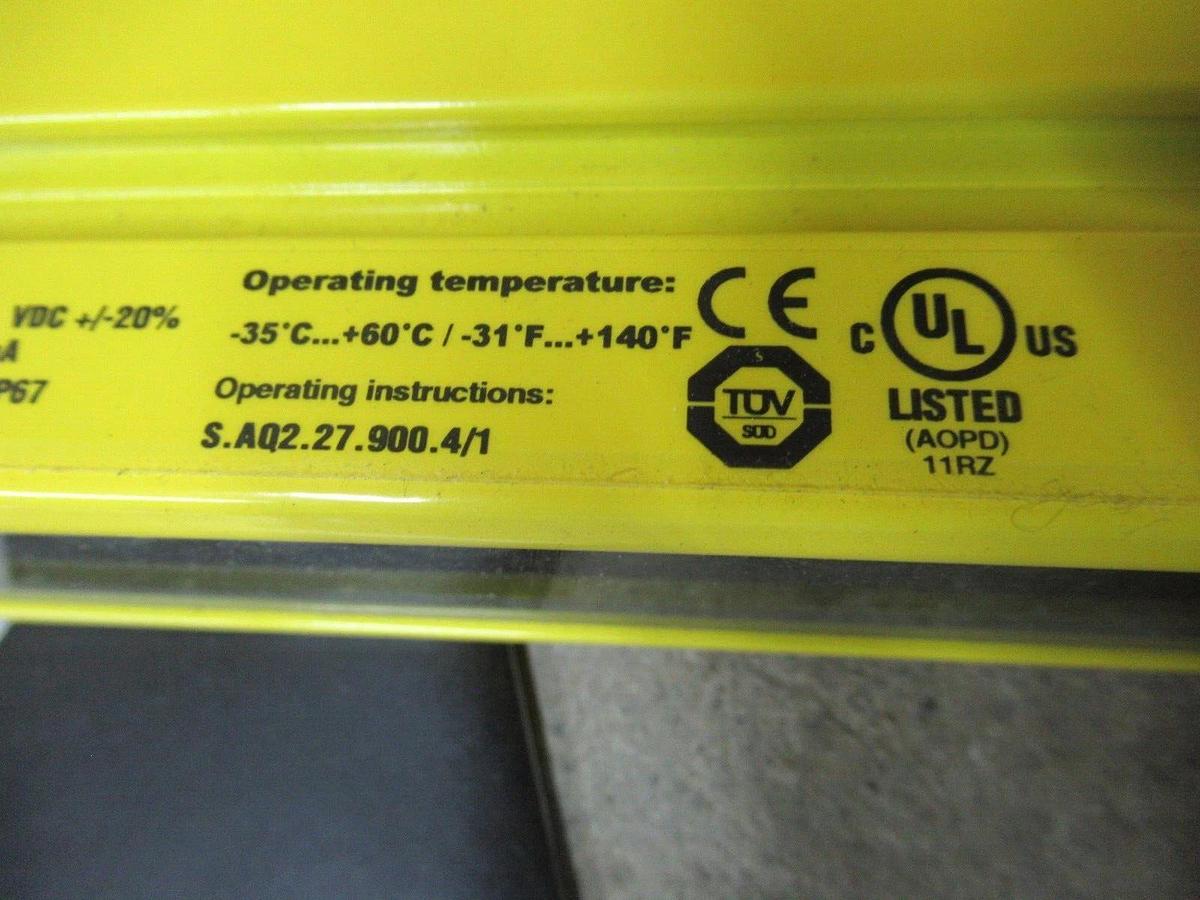 VDC +/-20%
A
P67
Operating temperature:
-35°C...+60°C / -31°F...+140°F
Operating instructions:
S.AQ2.27.900.4/1
CE
S
TÜV
SÜD
C UL US
LISTED
(AOPD)
11RZ